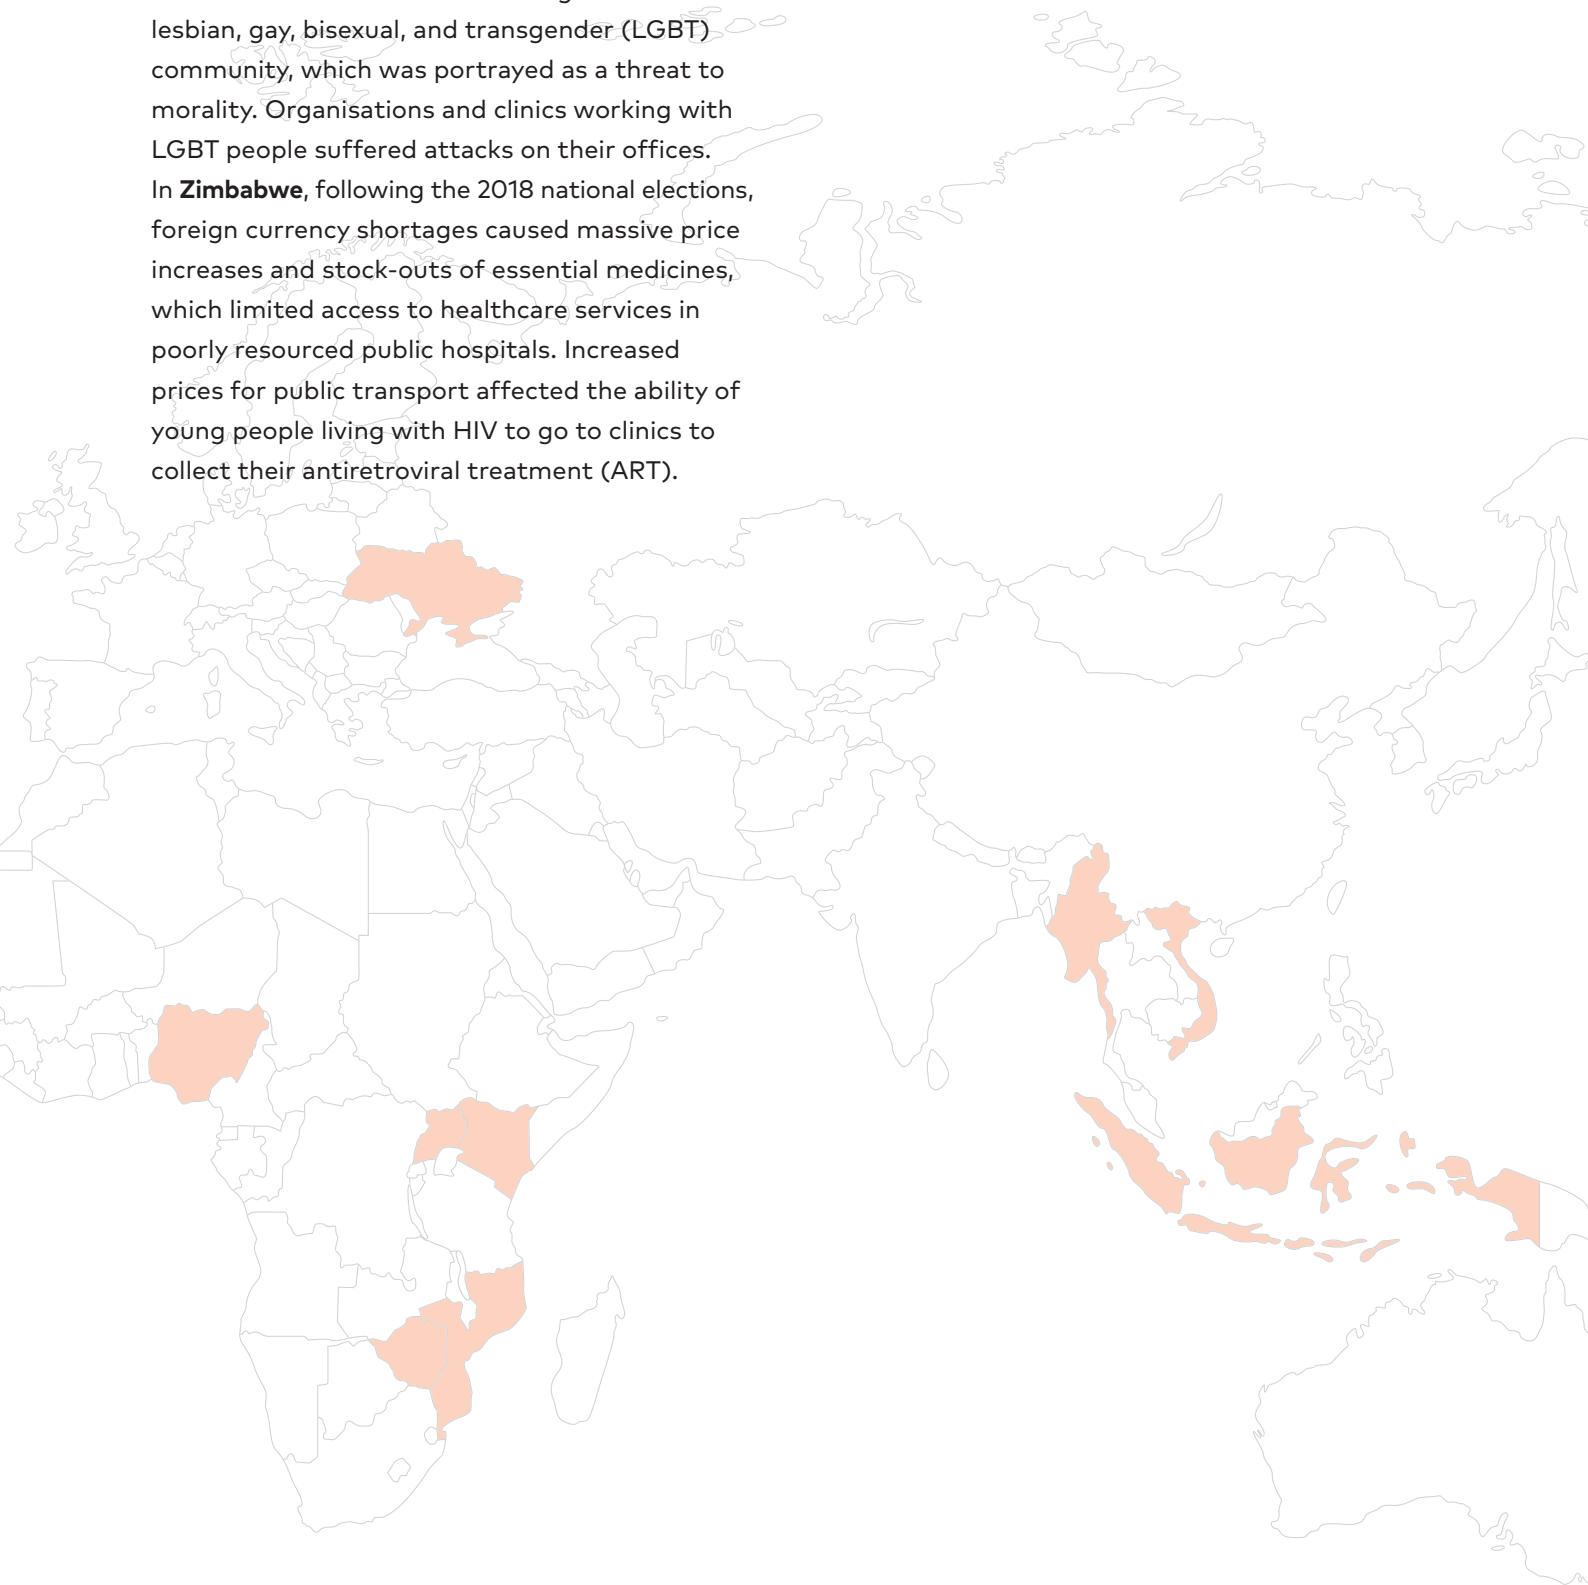 lesbian, gay, bisexual, and transgender (LGBT)
community, which was portrayed as a threat to
morality. Organisations and clinics working with
LGBT people suffered attacks on their offices.
In Zimbabwe, following the 2018 national elections,
foreign currency shortages caused massive price
increases and stock-outs of essential medicines,
which limited access to healthcare services in
poorly resourced public hospitals. Increased
prices for public transport affected the ability of
young people living with HIV to go to clinics to
collect their antiretroviral treatment (ART).